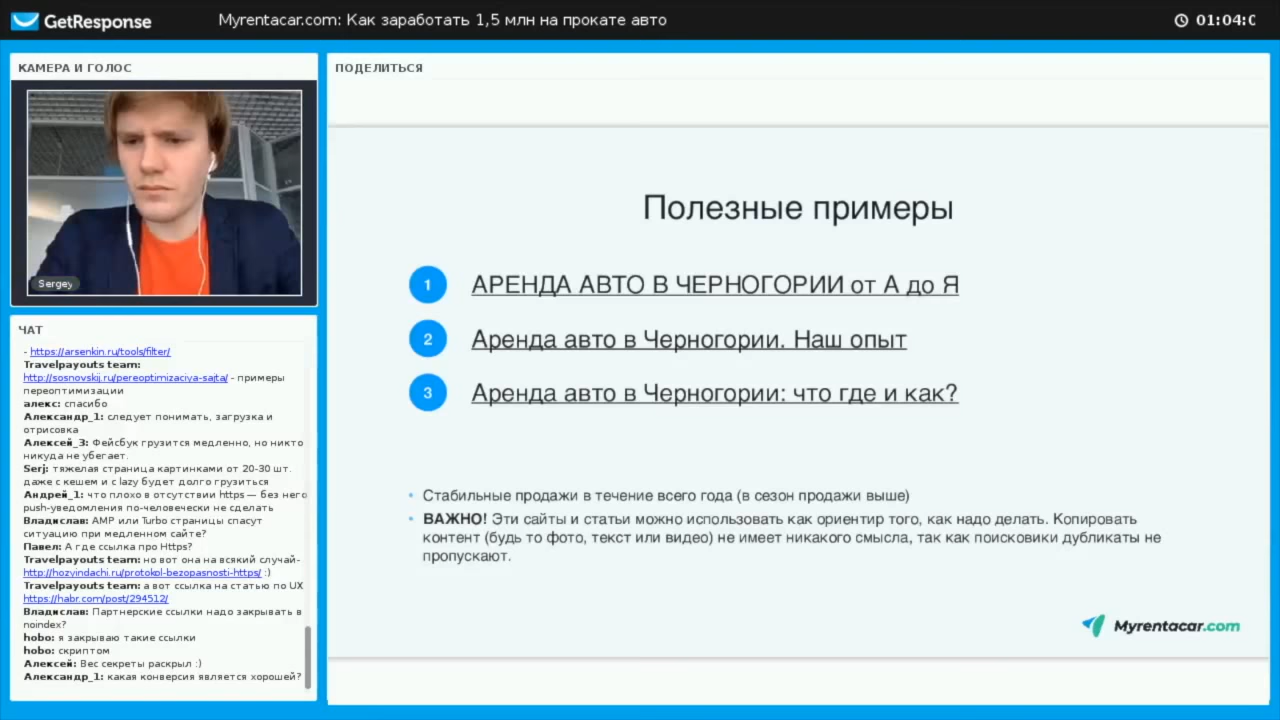 GetResponse
Myrentacar.com: Как заработать 1,5 млн на прокате авто
01:04:0
КАМЕРА И ГОЛОС
Sergey
ЧАТ
- https://arsenkin.ru/tools/filter/
Travelpayouts team:
http://sosnovskij.ru/pereoptimizaciya-sajta/ - примеры
переоптимизации
алекс: спасибо
Александр_1: следует понимать, загрузка и
отрисовка
Алексей_3: Фейсбук грузится медленно, но никто
никуда не убегает.
Serj: тяжелая страница картинками от 20-30 шт.
даже с кешем и с lazy будет долго грузиться
Андрей_1: что плохо в отсутствии https — без него
push-уведомления по-человечески не сделать
Владислав: AMP или Turbo страницы спасут
ситуацию при медленном сайте?
Павел: А где ссылка про Https?
Travelpayouts team: но вот она на всякий случай-
http://hozyindachi.ru/protokol-bezopasnosti-https/ :)
Travelpayouts team: а вот ссылка на статью по UX
https://habr.com/post/294512/
Владислав: Партнерские ссылки надо закрывать в
noindex?
hobo: я закрываю такие ссылки
hobo: скриптом
Алексей: Вес секреты раскрыл :)
Александр_1: какая конверсия является хорошей?
ПОДЕЛИТЬСЯ
Полезные примеры
1 АРЕНДА АВТО В ЧЕРНОГОРИИ от А до Я
2 Аренда авто в Черногории. Наш опыт
3 Аренда авто в Черногории: что где и как?
• Стабильные продажи в течение всего года (в сезон продажи выше)
• ВАЖНО! Эти сайты и статьи можно использовать как ориентир того, как надо делать. Копировать
контент (будь то фото, текст или видео) не имеет никакого смысла, так как поисковики дубликаты не
пропускают.
Myrentacar.com